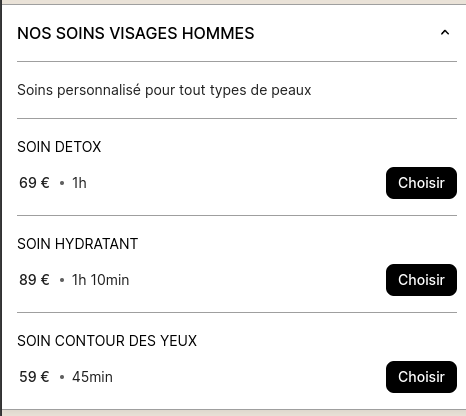 NOS SOINS VISAGES HOMMES
Soins personnalisé pour tout types de peaux
SOIN DETOX
69 € • 1h
Choisir
SOIN HYDRATANT
89 € • 1h 10min
Choisir
SOIN CONTOUR DES YEUX
59 € • 45min
Choisir